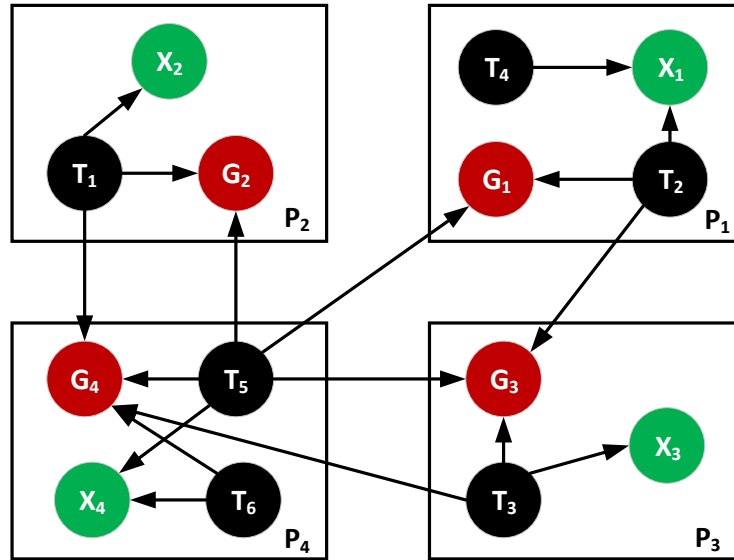 X₂
T₁
G₂
P₂
T₄
X₁
G₁
T₂
P₁
G₄
T₅
X₄
T₆
P₄
G₃
X₃
T₃
P₃